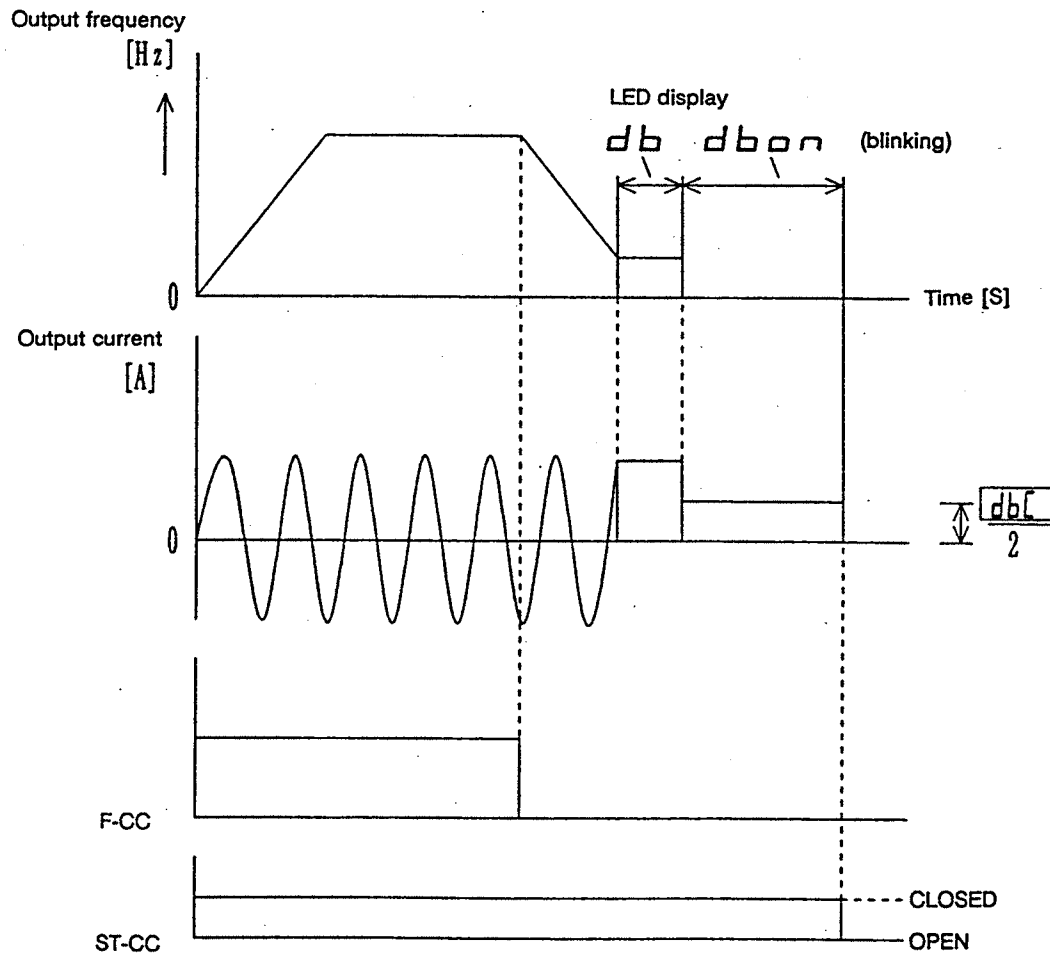 Output frequency
[Hz]
LED display
db dbon (blinking)
0
Time [S]
Output current
[A]
0
dbC
2
F-CC
CLOSED
ST-CC
OPEN